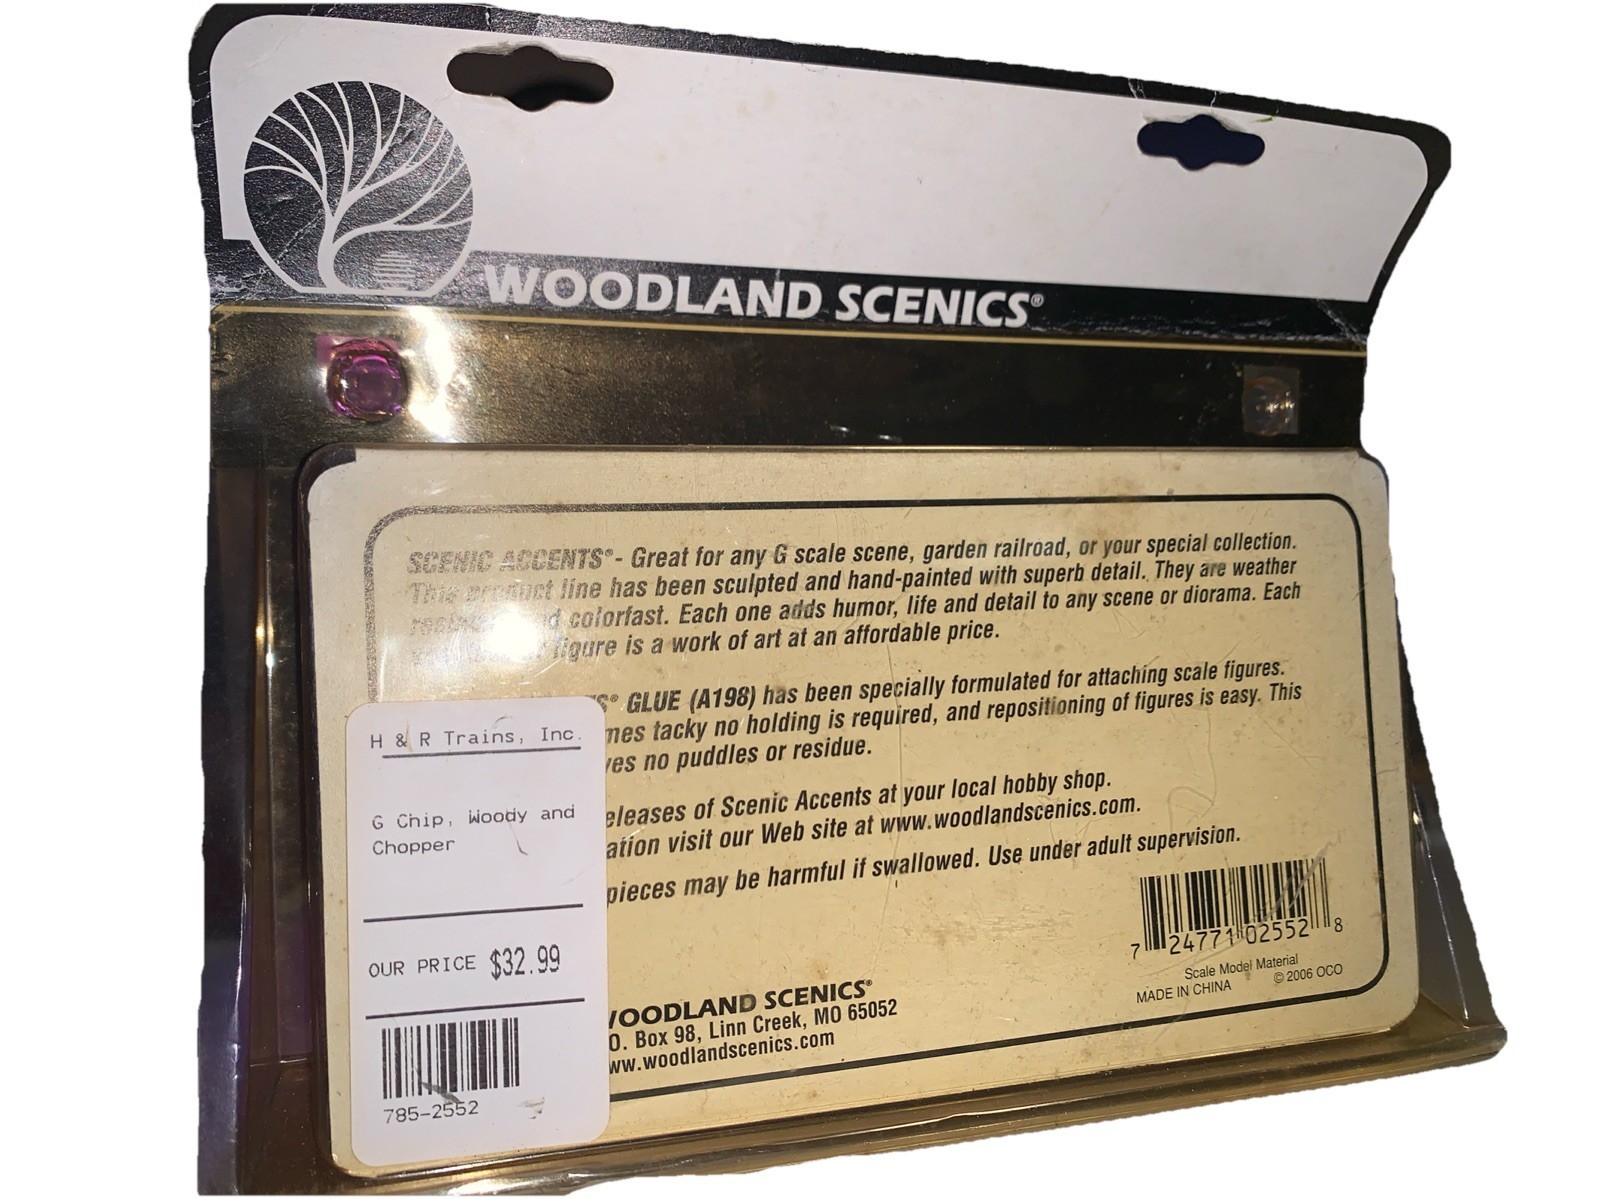 WOODLAND SCENICS®
SCENIC ACCENTS® - Great for any G scale scene, garden railroad, or your special collection.
This product line has been sculpted and hand-painted with superb detail. They are weather
colorfast. Each one adds humor, life and detail to any scene or diorama. Each
figure is a work of art at an affordable price.
GLUE (A198) has been specially formulated for attaching scale figures.
tacky no holding is required, and repositioning of figures is easy. This
no puddles or residue.
of Scenic Accents at your local hobby shop.
visit our Web site at www.woodlandscenics.com.
pieces may be harmful if swallowed. Use under adult supervision.
H & R Trains, Inc.
G Chip, Woody and
Chopper
OUR PRICE $32.99
785-2552
WOODLAND SCENICS®
O. Box 98, Linn Creek, MO 65052
www.woodlandscenics.com
7 24771 02552 8
Scale Model Material
MADE IN CHINA © 2006 OCO